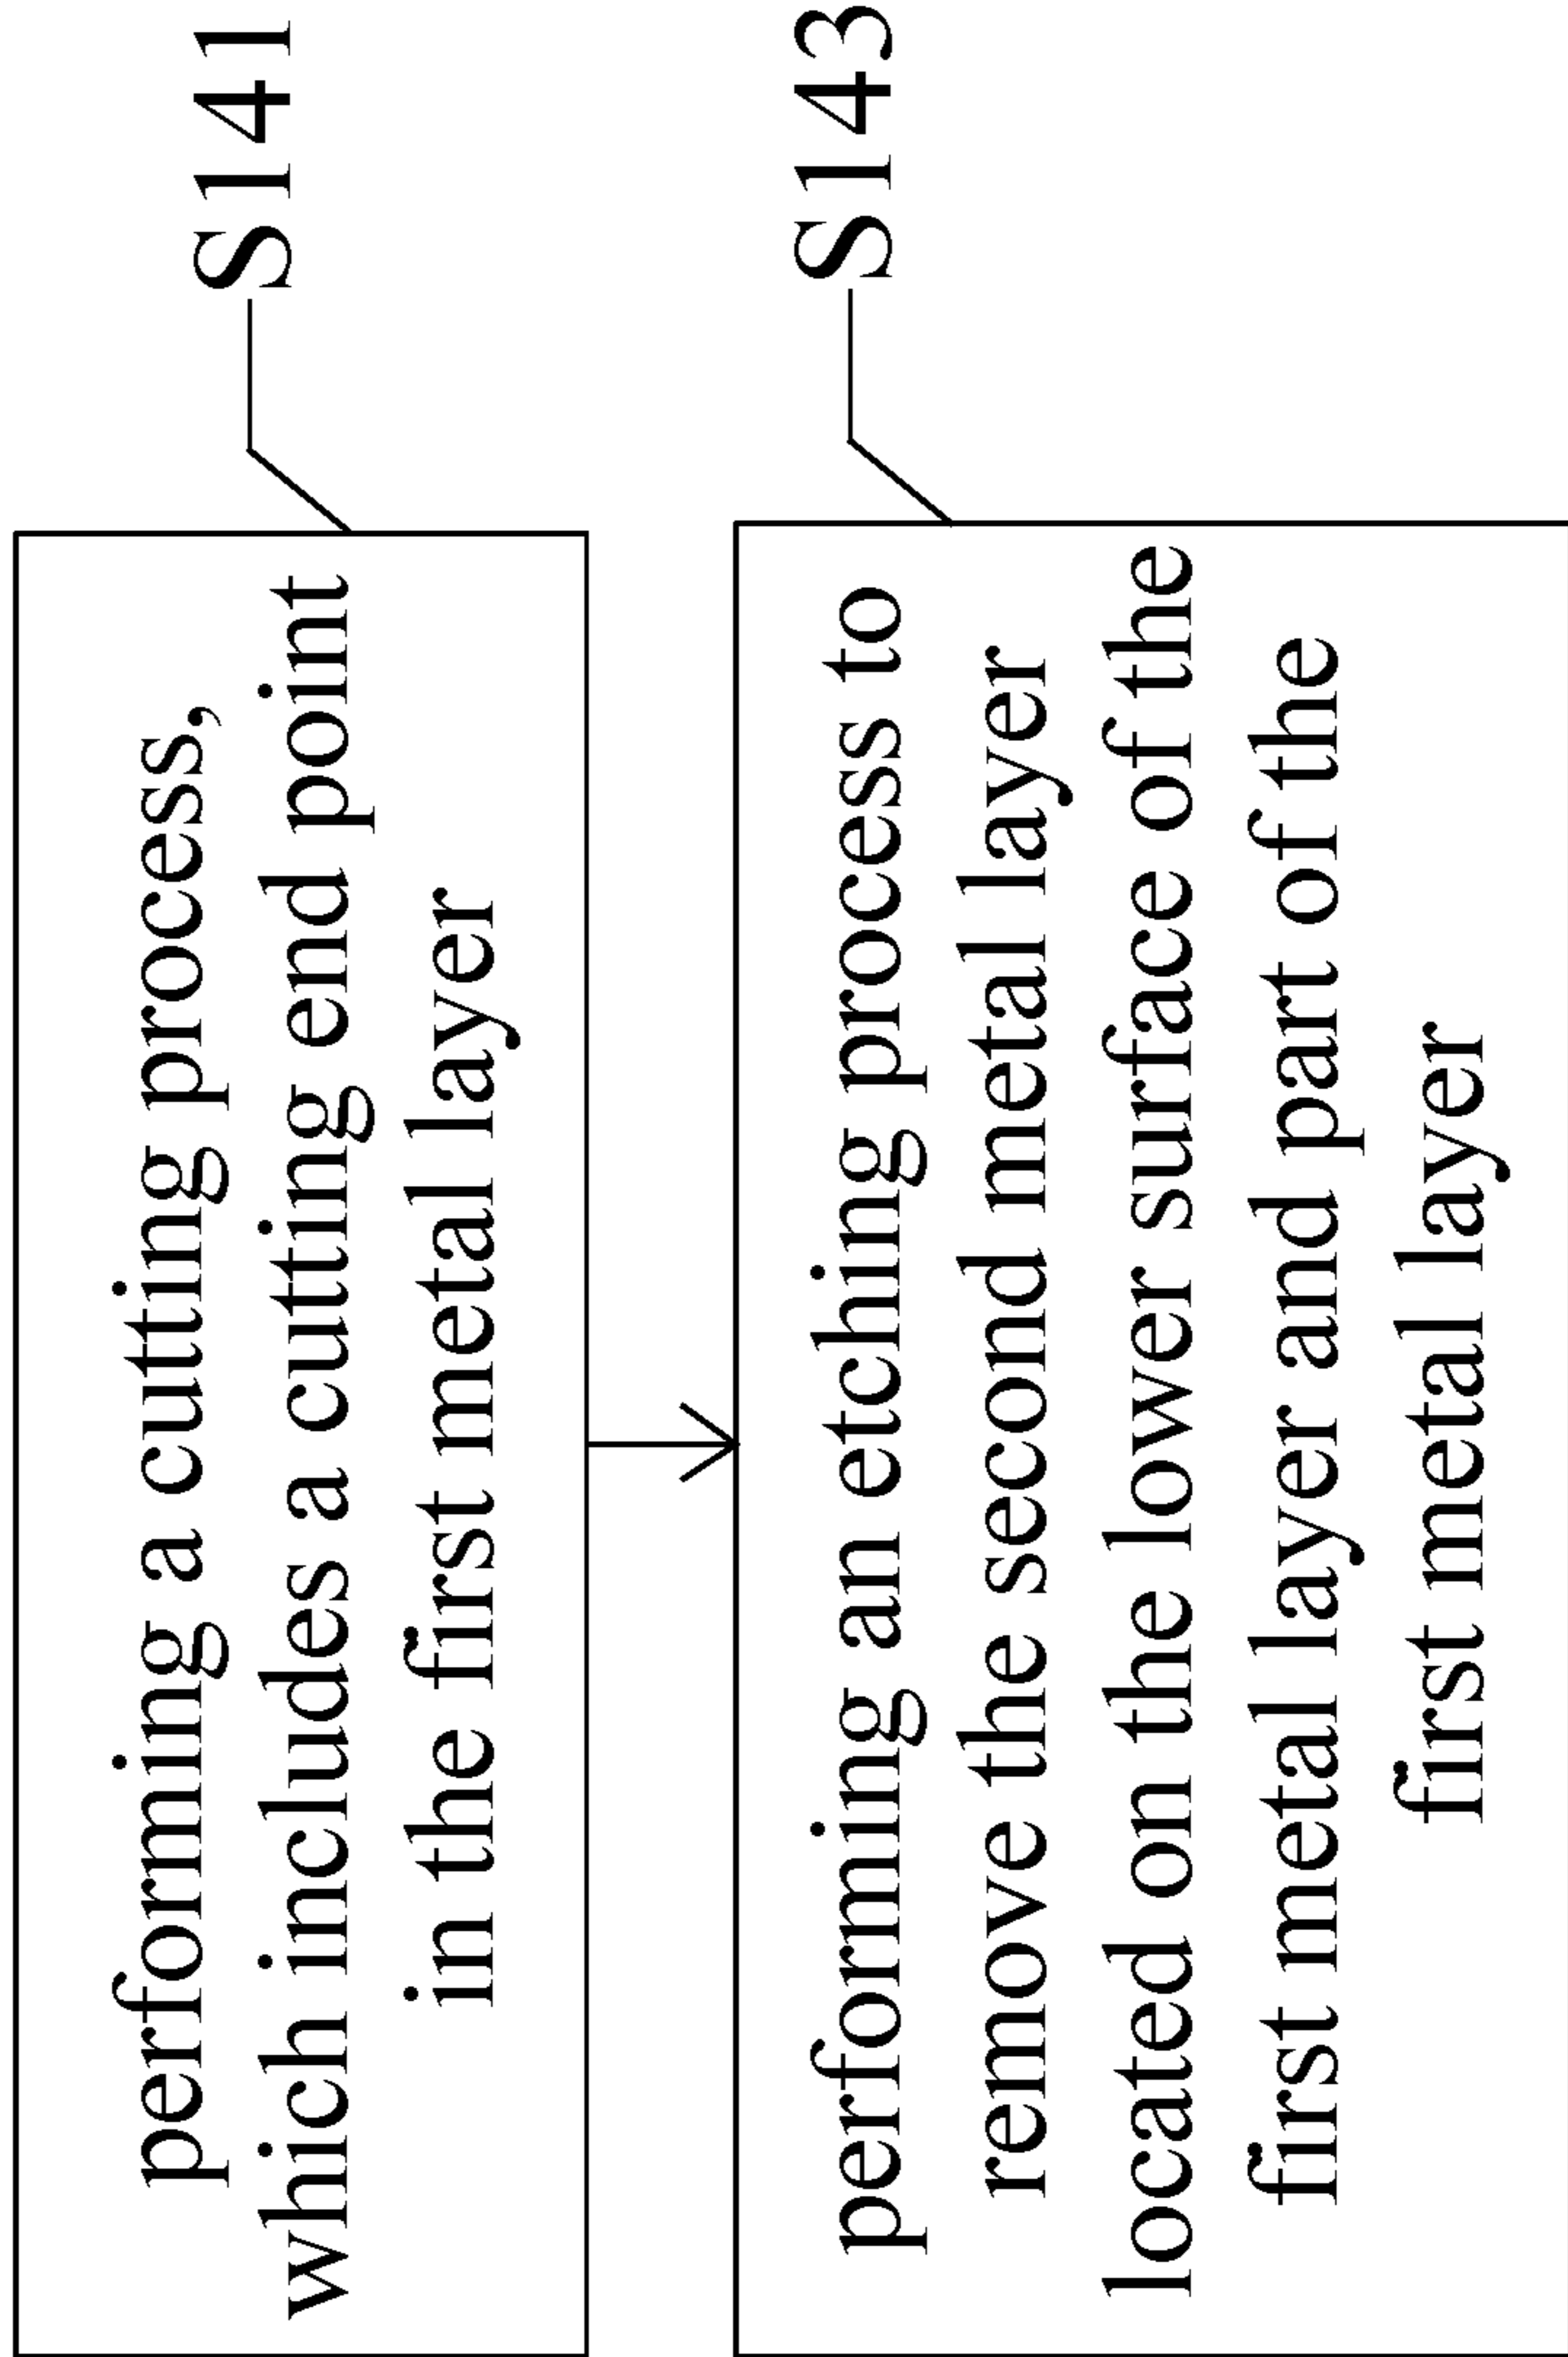 performing a cutting process,
which includes a cutting end point
in the first metal layer
S141
performing an etching process to
remove the second metal layer
located on the lower surface of the
first metal layer and part of the
first metal layer
S143